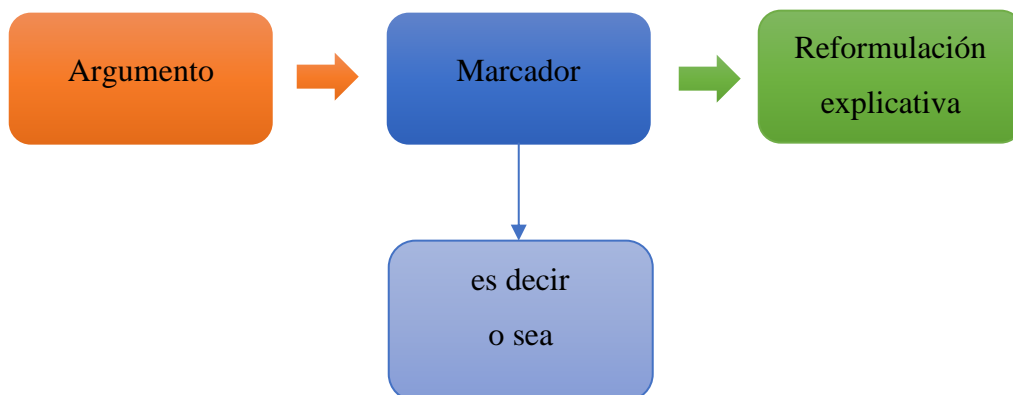 Argumento
Marcador
Reformulación
explicativa
es decir
o sea